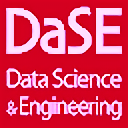 DaSE
Data Science
& Engineering